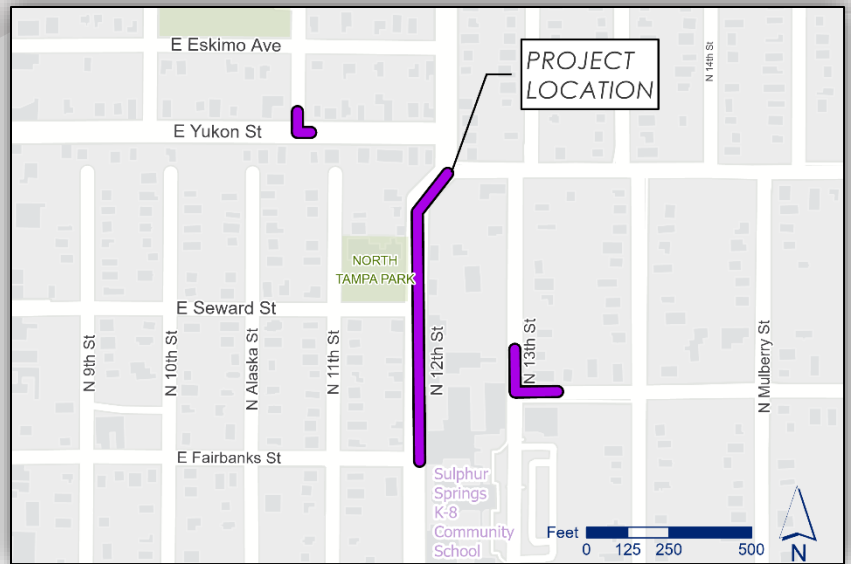 E Eskimo Ave
PROJECT
LOCATION
N 14th St
E Yukon St
NORTH
TAMPA PARK
E Seward St
N 9th St
N 10th St
N Alaska St
N 11th St
N 12th St
N 13th St
N Mulberry St
E Fairbanks St
Sulphur
Springs
K-8
Community
School
Feet
0 125 250 500
N